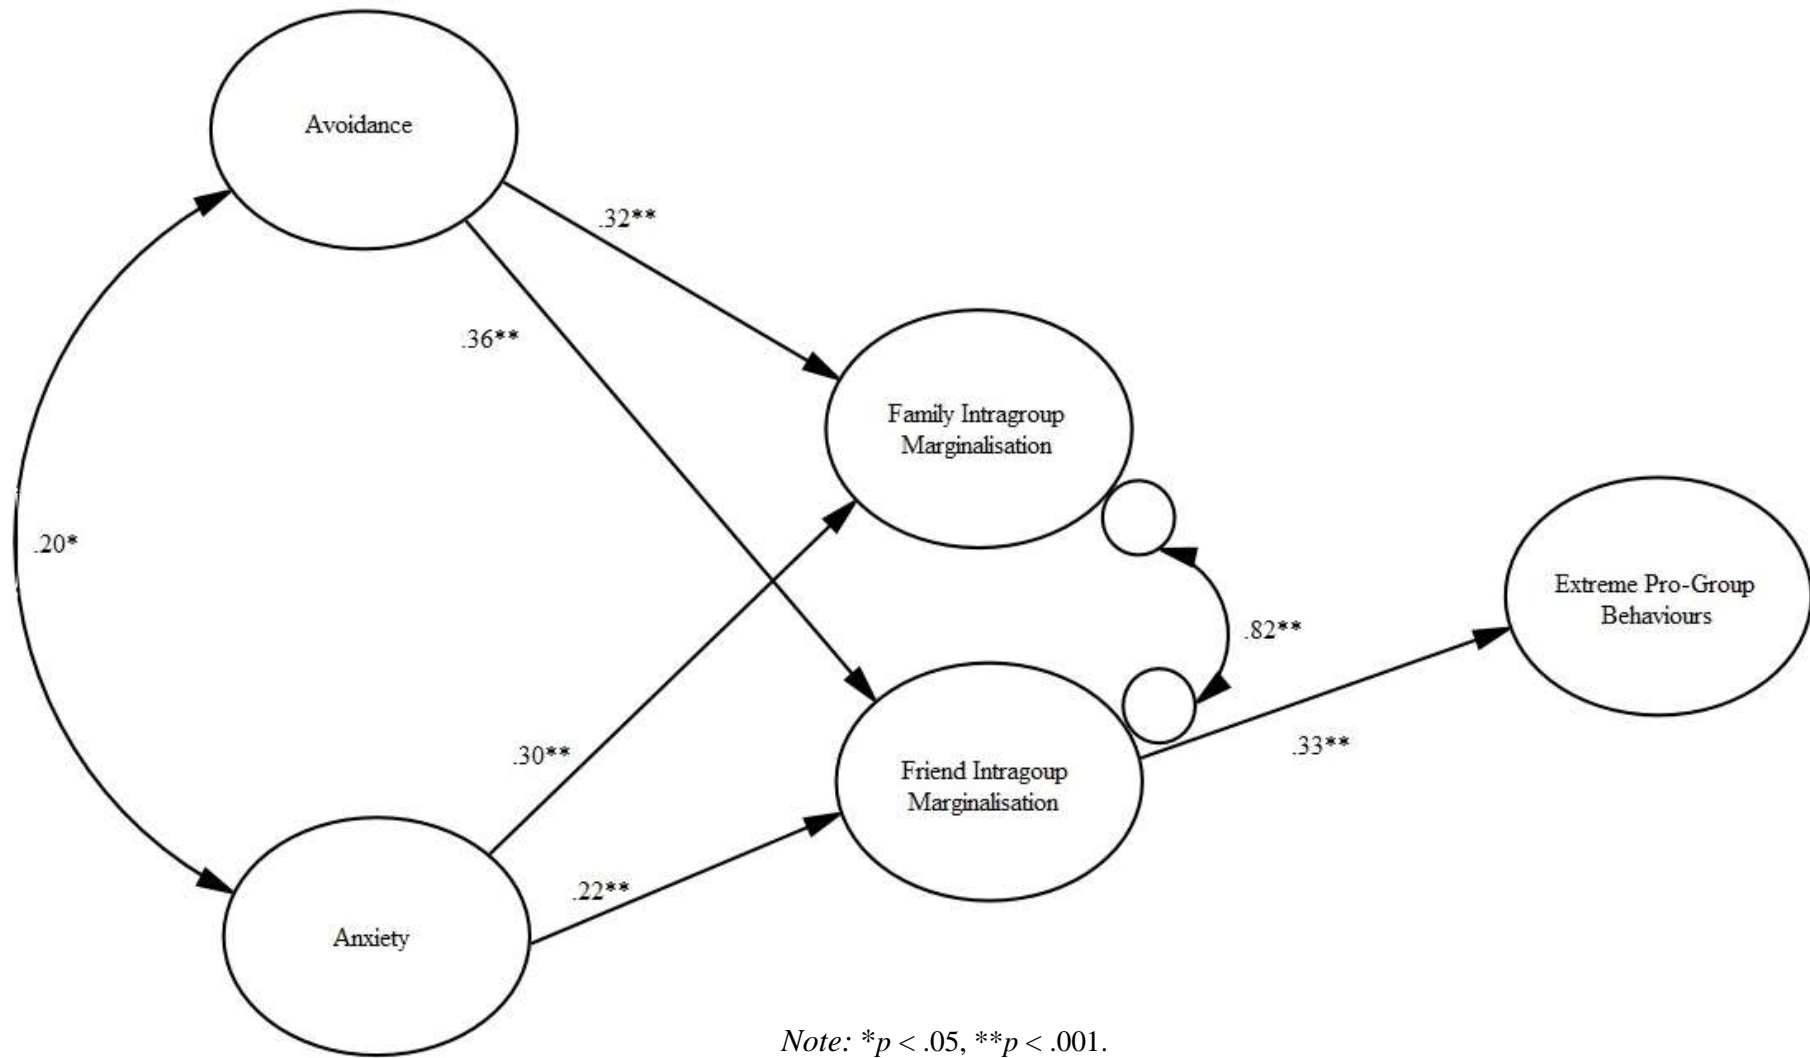 Avoidance
.32**
.36**
Family Intragroup
Marginalisation
.20*
Extreme Pro-Group
Behaviours
.82**
.30**
.33**
Friend Intragoup
Marginalisation
.22**
Anxiety
Note: *p < .05, **p < .001.